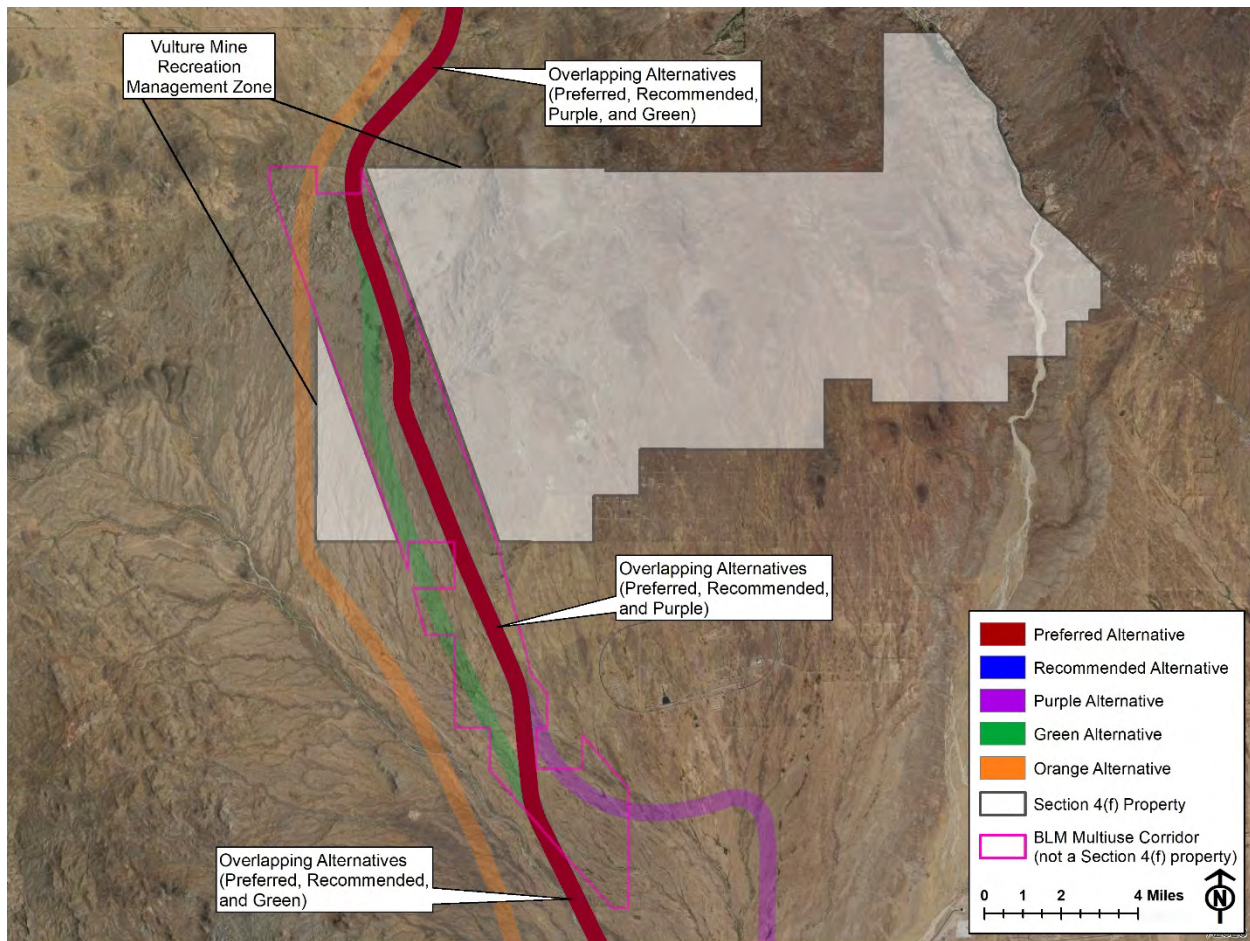 Vulture Mine
Recreation
Management Zone
Overlapping Alternatives
(Preferred, Recommended,
Purple, and Green)
Overlapping Alternatives
(Preferred, Recommended,
and Purple)
Overlapping Alternatives
(Preferred, Recommended,
and Green)
Preferred Alternative
Recommended Alternative
Purple Alternative
Green Alternative
Orange Alternative
Section 4(f) Property
BLM Multiuse Corridor
(not a Section 4(f) property)
0 1 2 4 Miles
N